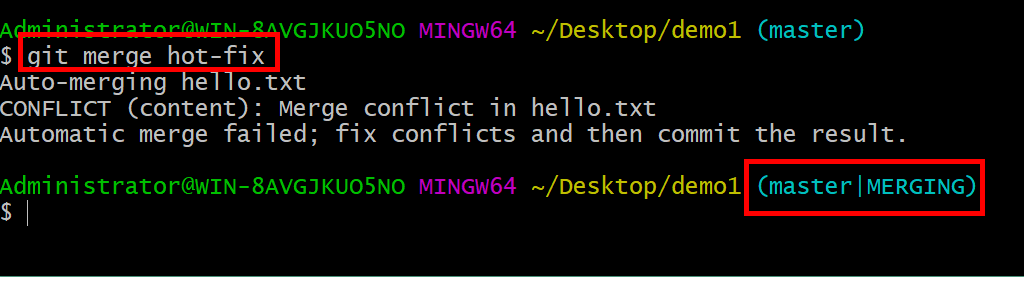 Administrator@WIN-8AVGJKUO5NO MINGW64 ~/Desktop/demo1 (master)
$ git merge hot-fix
Auto-merging hello.txt
CONFLICT (content): Merge conflict in hello.txt
Automatic merge failed; fix conflicts and then commit the result.
Administrator@WIN-8AVGJKUO5NO MINGW64 ~/Desktop/demo1 (master|MERGING)
$